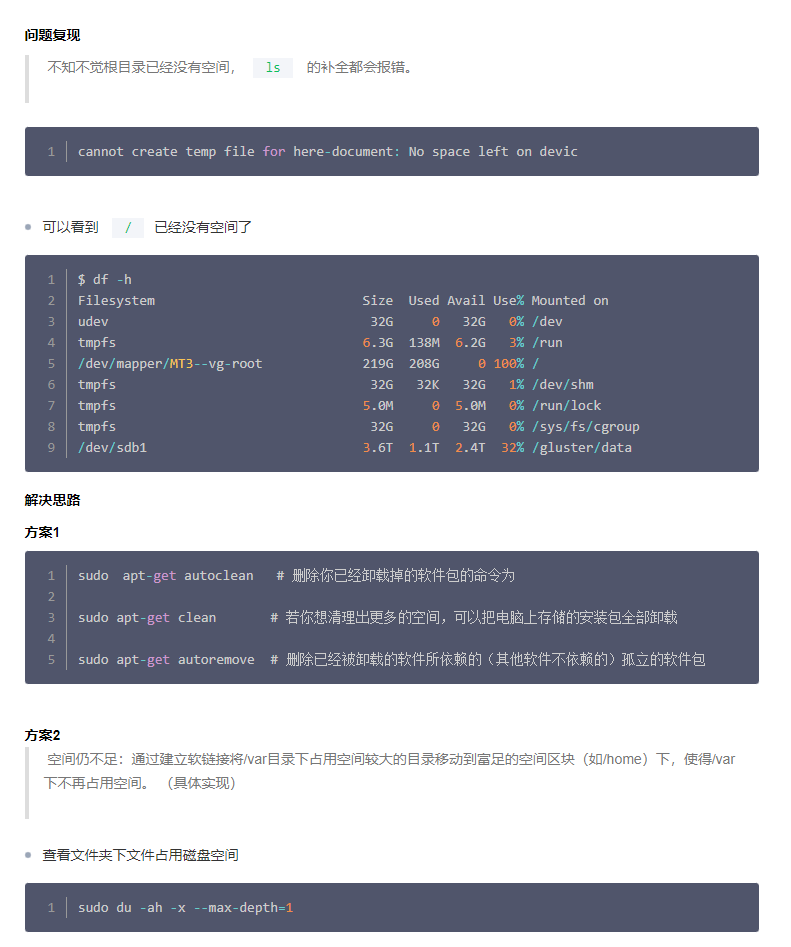 问题复现
不知不觉根目录已经没有空间， ls 的补全都会报错。
1 cannot create temp file for here-document: No space left on devic
可以看到 / 已经没有空间了
1 $ df -h
2 Filesystem Size Used Avail Use% Mounted on
3 udev 32G 0 32G 0% /dev
4 tmpfs 6.3G 138M 6.2G 3% /run
5 /dev/mapper/MT3--vg-root 219G 208G 0 100% /
6 tmpfs 32G 32K 32G 1% /dev/shm
7 tmpfs 5.0M 0 5.0M 0% /run/lock
8 tmpfs 32G 0 32G 0% /sys/fs/cgroup
9 /dev/sdb1 3.6T 1.1T 2.4T 32% /gluster/data
解决思路
方案1
1 sudo apt-get autoclean # 删除你已经卸载掉的软件包的命令为
2
3 sudo apt-get clean # 若你想清理出更多的空间，可以把电脑上存储的安装包全部卸载
4
5 sudo apt-get autoremove # 删除已经被卸载的软件所依赖的（其他软件不依赖的）孤立的软件包
方案2
空间仍不足：通过建立软链接将/var目录下占用空间较大的目录移动到富足的空间区块（如/home）下，使得/var
下不再占用空间。 （具体实现）
查看文件夹下文件占用磁盘空间
1 sudo du -ah -x --max-depth=1